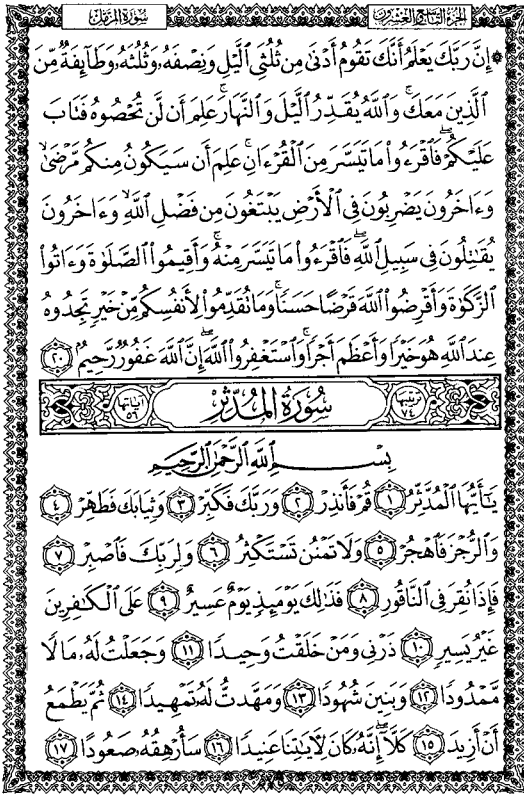 الجزء التاسع والعشرون
سورة المزمل
۞ إِنَّ رَبَّكَ يَعْلَمُ أَنَّكَ تَقُومُ أَدْنَىٰ مِن ثُلُثَيِ ٱلَّيْلِ وَنِصْفَهُۥ وَثُلُثَهُۥ وَطَآئِفَةٌ مِّنَ
ٱلَّذِينَ مَعَكَ ۚ وَٱللَّهُ يُقَدِّرُ ٱلَّيْلَ وَٱلنَّهَارَ ۚ عَلِمَ أَن لَّن تُحْصُوهُ فَتَابَ
عَلَيْكُمْ ۖ فَٱقْرَءُوا۟ مَا تَيَسَّرَ مِنَ ٱلْقُرْءَانِ ۚ عَلِمَ أَن سَيَكُونُ مِنكُم مَّرْضَىٰ ۙ
وَءَاخَرُونَ يَضْرِبُونَ فِى ٱلْأَرْضِ يَبْتَغُونَ مِن فَضْلِ ٱللَّهِ ۙ وَءَاخَرُونَ
يُقَٰتِلُونَ فِى سَبِيلِ ٱللَّهِ ۖ فَٱقْرَءُوا۟ مَا تَيَسَّرَ مِنْهُ ۚ وَأَقِيمُوا۟ ٱلصَّلَوٰةَ وَءَاتُوا۟
ٱلزَّكَوٰةَ وَأَقْرِضُوا۟ ٱللَّهَ قَرْضًا حَسَنًا ۚ وَمَا تُقَدِّمُوا۟ لِأَنفُسِكُم مِّنْ خَيْرٍ تَجِدُوهُ
عِندَ ٱللَّهِ هُوَ خَيْرًا وَأَعْظَمَ أَجْرًا ۚ وَٱسْتَغْفِرُوا۟ ٱللَّهَ ۖ إِنَّ ٱللَّهَ غَفُورٌ رَّحِيمٌۢ ٢٠
ترتيبها ٧٤ سُورَةُ المُدَّثِّرِ آياتها ٥٦
بِسْمِ ٱللَّهِ ٱلرَّحْمَٰنِ ٱلرَّحِيمِ
يَٰٓأَيُّهَا ٱلْمُدَّثِّرُ ١ قُمْ فَأَنذِرْ ٢ وَرَبَّكَ فَكَبِّرْ ٣ وَثِيَابَكَ فَطَهِّرْ ٤
وَٱلرُّجْزَ فَٱهْجُرْ ٥ وَلَا تَمْنُن تَسْتَكْثِرُ ٦ وَلِرَبِّكَ فَٱصْبِرْ ٧
فَإِذَا نُقِرَ فِى ٱلنَّاقُورِ ٨ فَذَٰلِكَ يَوْمَئِذٍ يَوْمٌ عَسِيرٌ ٩ عَلَى ٱلْكَٰفِرِينَ
غَيْرُ يَسِيرٍ ١٠ ذَرْنِى وَمَنْ خَلَقْتُ وَحِيدًا ١١ وَجَعَلْتُ لَهُۥ مَالًا
مَّمْدُودًا ١٢ وَبَنِينَ شُهُودًا ١٣ وَمَهَّدتُّ لَهُۥ تَمْهِيدًا ١٤ ثُمَّ يَطْمَعُ
أَنْ أَزِيدَ ١٥ كَلَّآ ۖ إِنَّهُۥ كَانَ لِـَٔايَٰتِنَا عَنِيدًا ١٦ سَأُرْهِقُهُۥ صَعُودًا ١٧